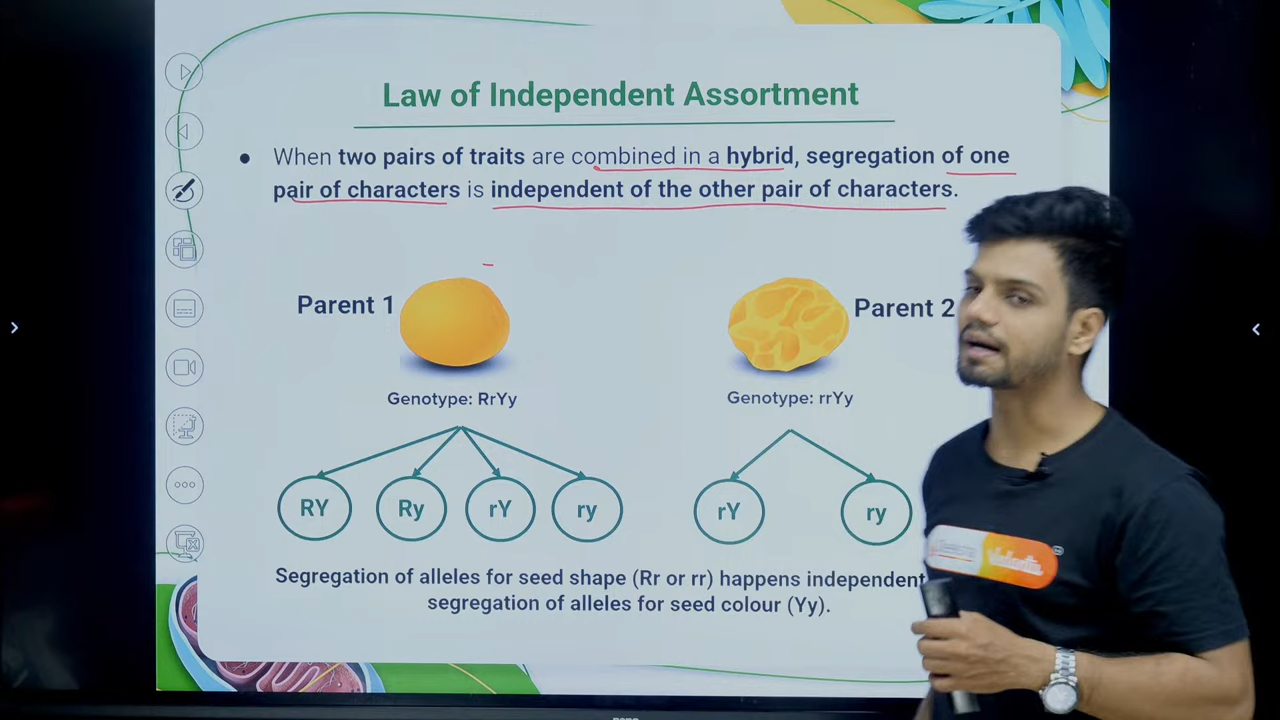 Law of Independent Assortment
When two pairs of traits are combined in a hybrid, segregation of one
pair of characters is independent of the other pair of characters.
Parent 1
Parent 2
Genotype: RrYy
Genotype: rrYy
RY
Ry
rY
ry
rY
ry
Segregation of alleles for seed shape (Rr or rr) happens independent
segregation of alleles for seed colour (Yy).
Vedantu